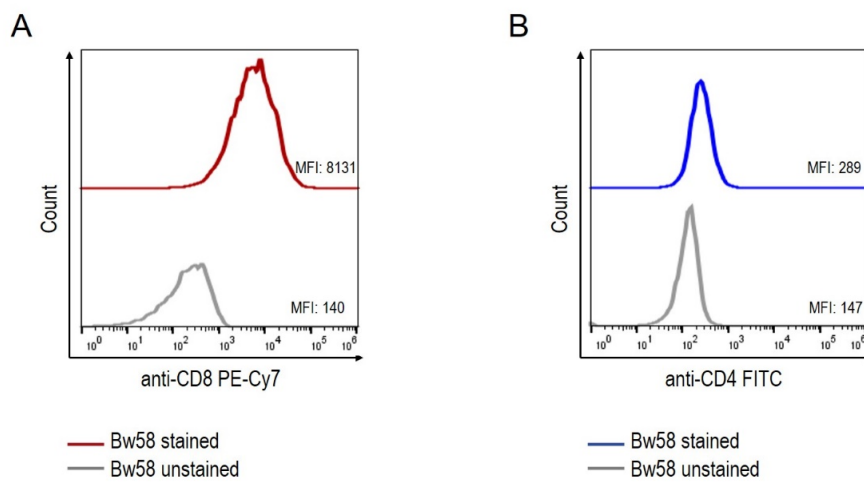 A
Count
MFI: 8131
MFI: 140
10⁰ 10¹ 10² 10³ 10⁴ 10⁵ 10⁶
anti-CD8 PE-Cy7
Bw58 stained
Bw58 unstained
B
Count
MFI: 289
MFI: 147
10⁰ 10¹ 10² 10³ 10⁴ 10⁵ 10⁶
anti-CD4 FITC
Bw58 stained
Bw58 unstained